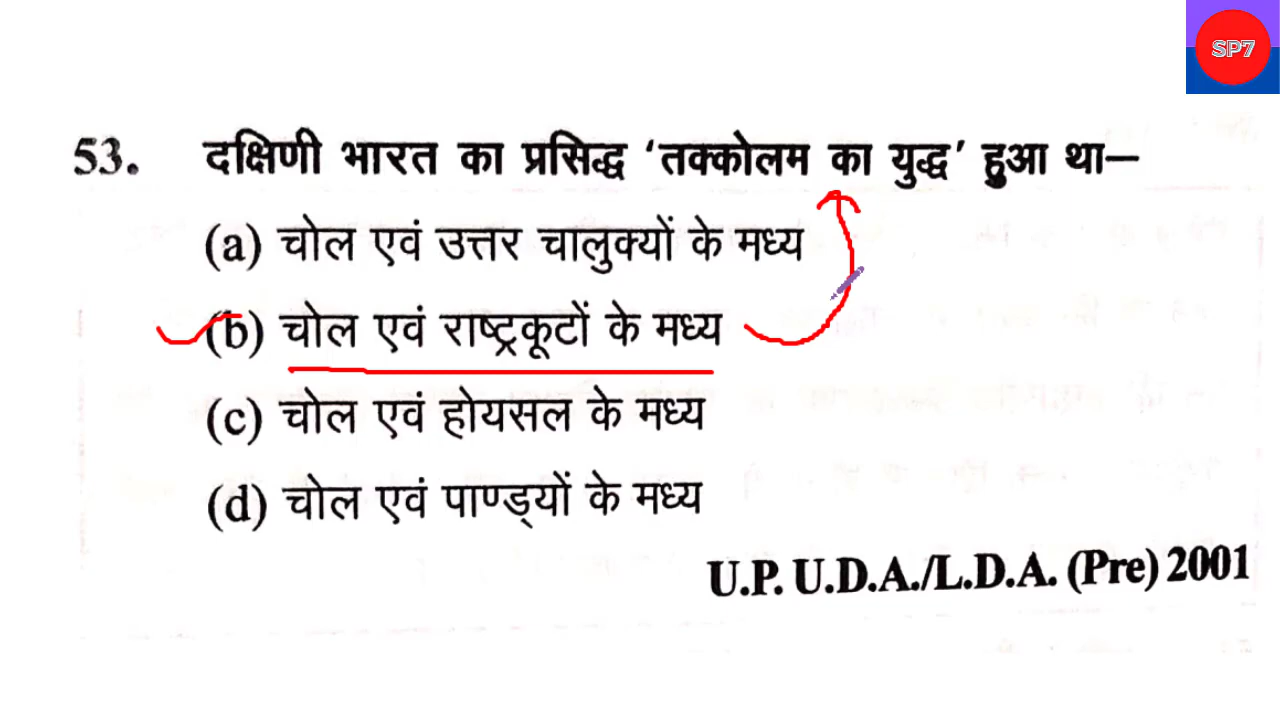 SP7
53. दक्षिणी भारत का प्रसिद्ध ‘तक्कोलम का युद्ध’ हुआ था—
(a) चोल एवं उत्तर चालुक्यों के मध्य
(b) चोल एवं राष्ट्रकूटों के मध्य
(c) चोल एवं होयसल के मध्य
(d) चोल एवं पाण्ड्यों के मध्य
U.P. U.D.A./L.D.A. (Pre) 2001